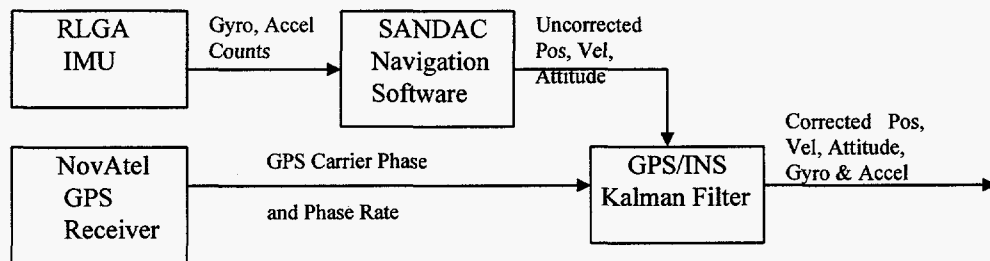 RLGA
IMU
Gyro, Accel
Counts
SANDAC
Navigation
Software
Uncorrected
Pos, Vel,
Attitude
NovAtel
GPS
Receiver
GPS Carrier Phase
and Phase Rate
GPS/INS
Kalman Filter
Corrected Pos,
Vel, Attitude,
Gyro & Accel